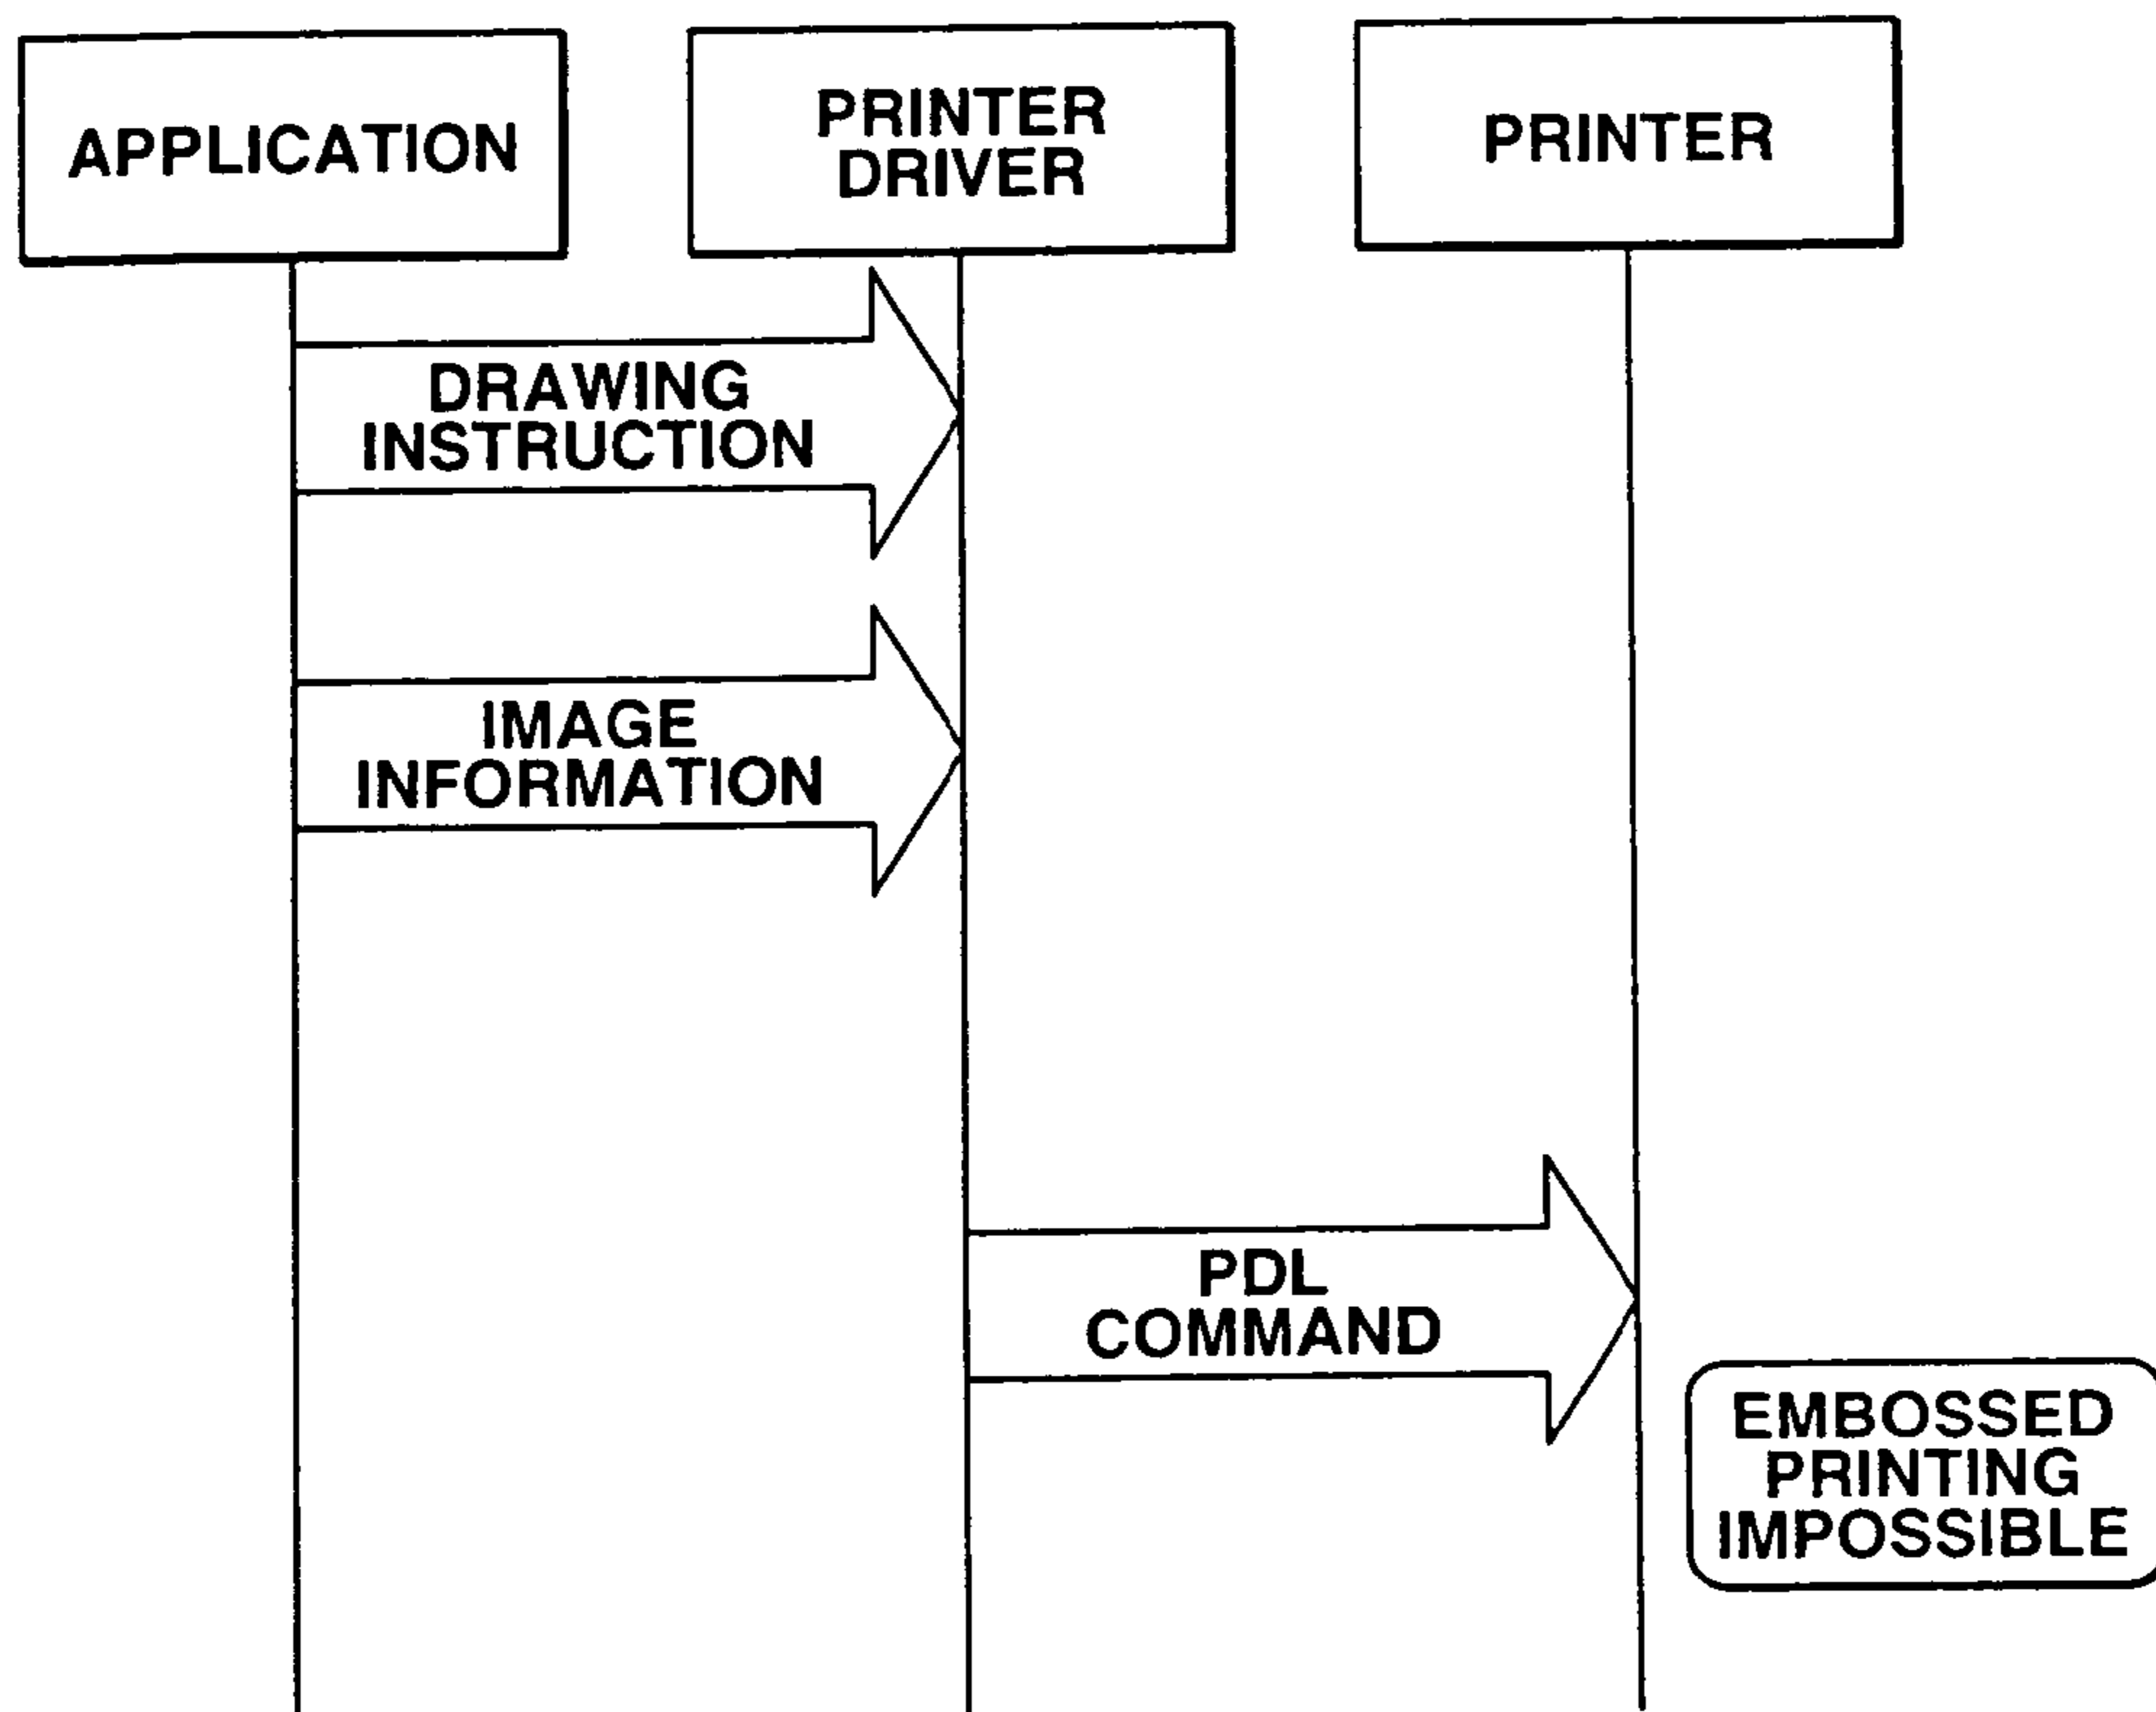 APPLICATION
PRINTER
DRIVER
PRINTER
DRAWING
INSTRUCTION
IMAGE
INFORMATION
PDL
COMMAND
EMBOSSED
PRINTING
IMPOSSIBLE